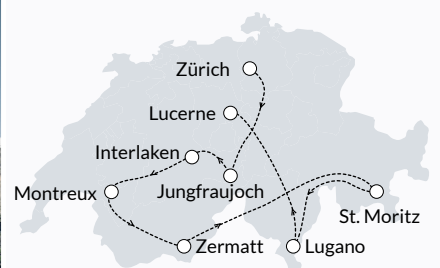 Zürich
Lucerne
Interlaken
Montreux
Jungfraujoch
St. Moritz
Zermatt
Lugano